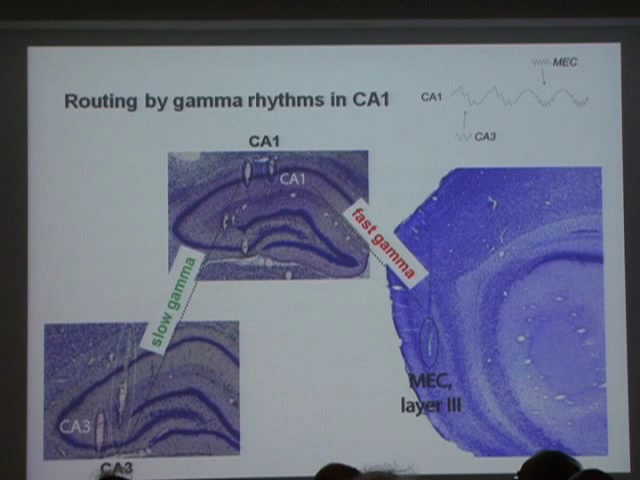 MEC
Routing by gamma rhythms in CA1
CA1
CA3
CA1
CA1
fast gamma
slow gamma
MEC,
layer III
CA3
CA3